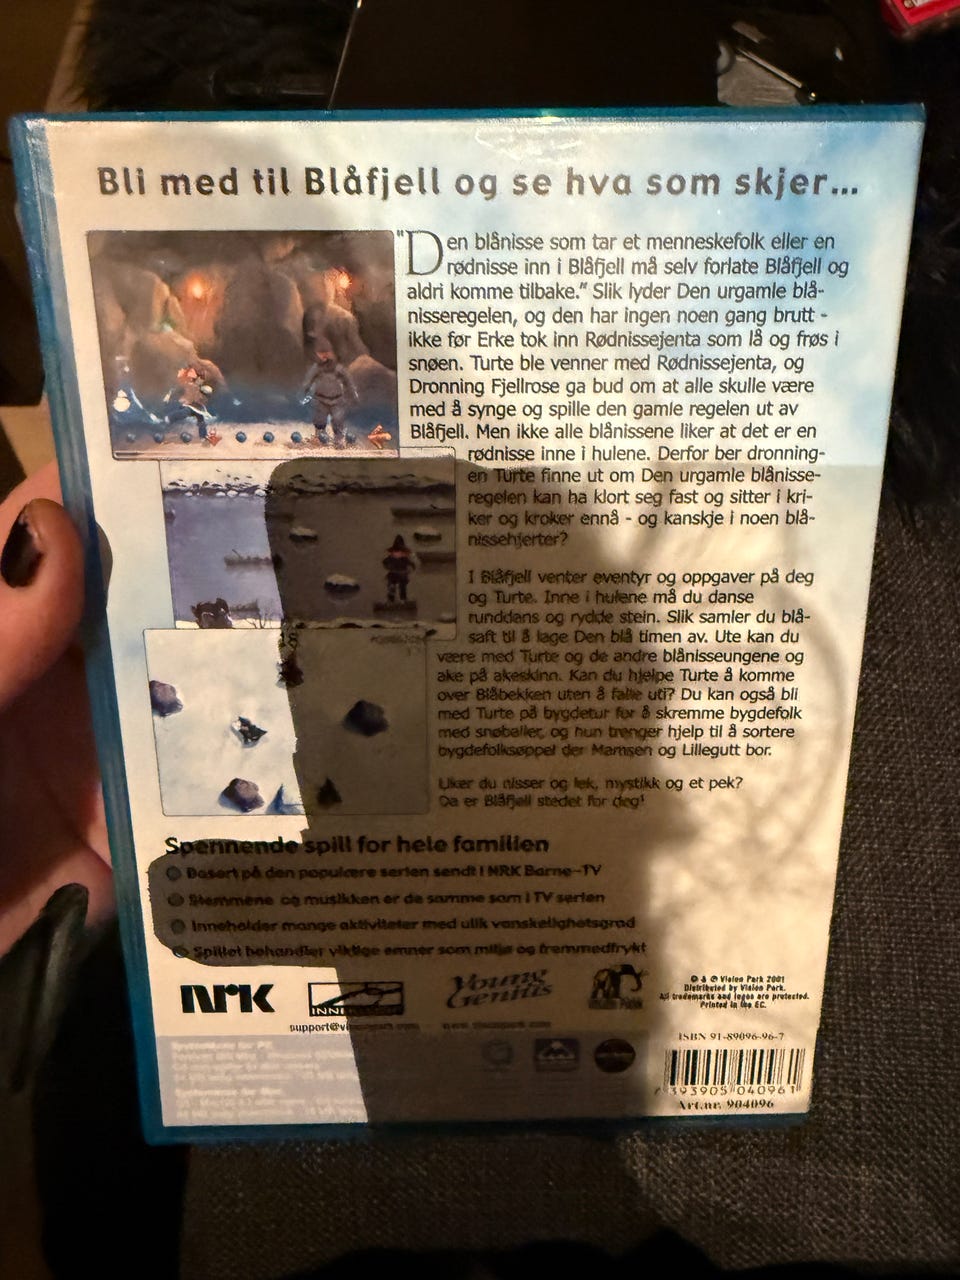 Bli med til Blåfjell og se hva som skjer...
"Den blånisse som tar et menneskefolk eller en
rødnisse inn i Blåfjell må selv forlate Blåfjell og
aldri komme tilbake." Slik lyder Den urgamle blå-
nisseregelen, og den har ingen noen gang brutt -
ikke før Erke tok inn Rødnissejenta som lå og frøs i
snøen. Turte ble venner med Rødnissejenta, og
Dronning Fjellrose ga bud om at alle skulle være
med å synge og spille den gamle regelen ut av
Blåfjell. Men ikke alle blånissene liker at det er en
rødnisse inne i hulene. Derfor ber dronning-
en Turte finne ut om Den urgamle blånisse-
regelen kan ha klort seg fast og sitter i kri-
ker og kroker ennå - og kanskje i noen blå-
nissehjerter?
I Blåfjell venter eventyr og oppgaver på deg
og Turte. Inne i hulene må du danse
runddans og rydde stein. Slik samler du blå-
saft til å lage Den blå timen av. Ute kan du
være med Turte og de andre blånisseungene og
ake på akeskinn. Kan du hjelpe Turte å komme
over Blåbekken uten å falle uti? Du kan også bli
med Turte på bygdetur for å skremme bygdefolk
med snøballer, og hun trenger hjelp til å sortere
bygdefolksøppel der Mamsen og Lillegutt bor.
Liker du nisser og lek, mystikk og et pek?
Da er Blåfjell stedet for deg!
Spennende spill for hele familien
Basert på den populære serien sendt i NRK Barne-TV
Stemmene og musikken er de samme som i TV serien
Inneholder mange aktiviteter med ulik vanskelighetsgrad
Spillet behandler viktige emner som miljø og fremmedfrykt
NRK
Young Genius
© & ℗ Vision Park 2001
Distributed by Vision Park.
All trademarks and logos are protected.
Printed in the EC.
ISBN 91-89096-96-7
7 393905 040961
Art.nr. 904096